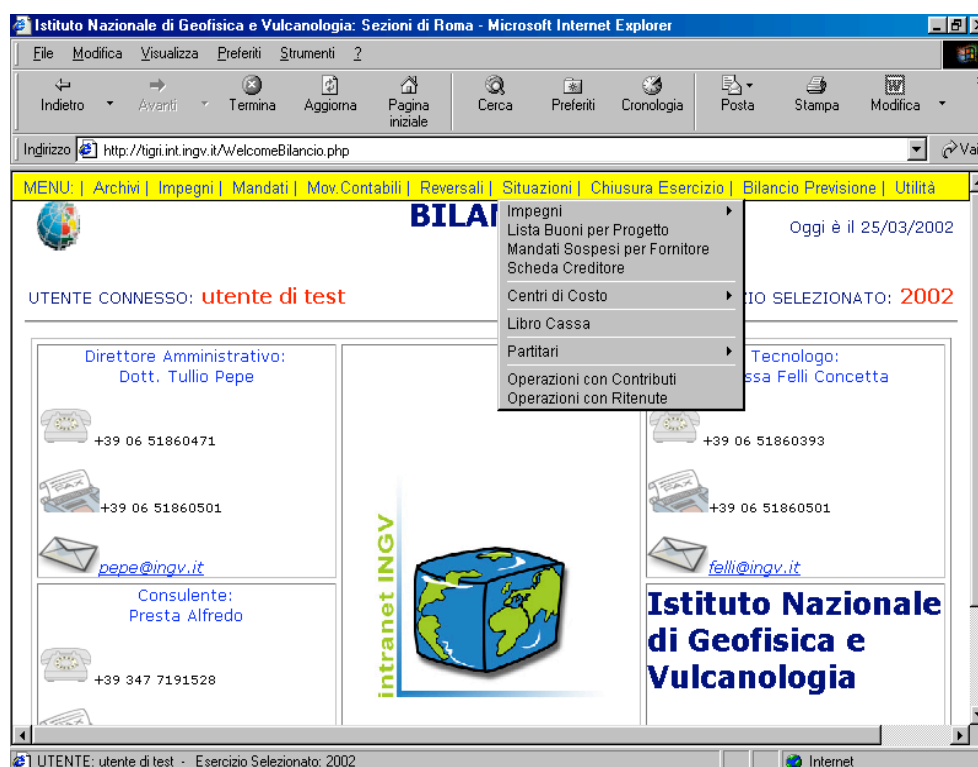 Istituto Nazionale di Geofisica e Vulcanologia: Sezioni di Roma - Microsoft Internet Explorer
File Modifica Visualizza Preferiti Strumenti ?
Indietro Avanti Termina Aggiorna Pagina iniziale Cerca Preferiti Cronologia Posta Stampa Modifica
Indirizzo http://tigri.int.ingv.it/WelcomeBilancio.php Vai
MENU: | Archivi | Impegni | Mandati | Mov.Contabili | Reversali | Situazioni | Chiusura Esercizio | Bilancio Previsione | Utilità
BILAN
Oggi è il 25/03/2002
Impegni
Lista Buoni per Progetto
Mandati Sospesi per Fornitore
Scheda Creditore
Centri di Costo
Libro Cassa
Partitari
Operazioni con Contributi
Operazioni con Ritenute
UTENTE CONNESSO: utente di test
IO SELEZIONATO: 2002
Direttore Amministrativo:
Dott. Tullio Pepe
+39 06 51860471
FAX
+39 06 51860501
pepe@ingv.it
Consulente:
Presta Alfredo
+39 347 7191528
intranet INGV
Tecnologo:
ssa Felli Concetta
+39 06 51860393
FAX
+39 06 51860501
felli@ingv.it
Istituto Nazionale
di Geofisica e
Vulcanologia
UTENTE: utente di test - Esercizio Selezionato: 2002
Internet